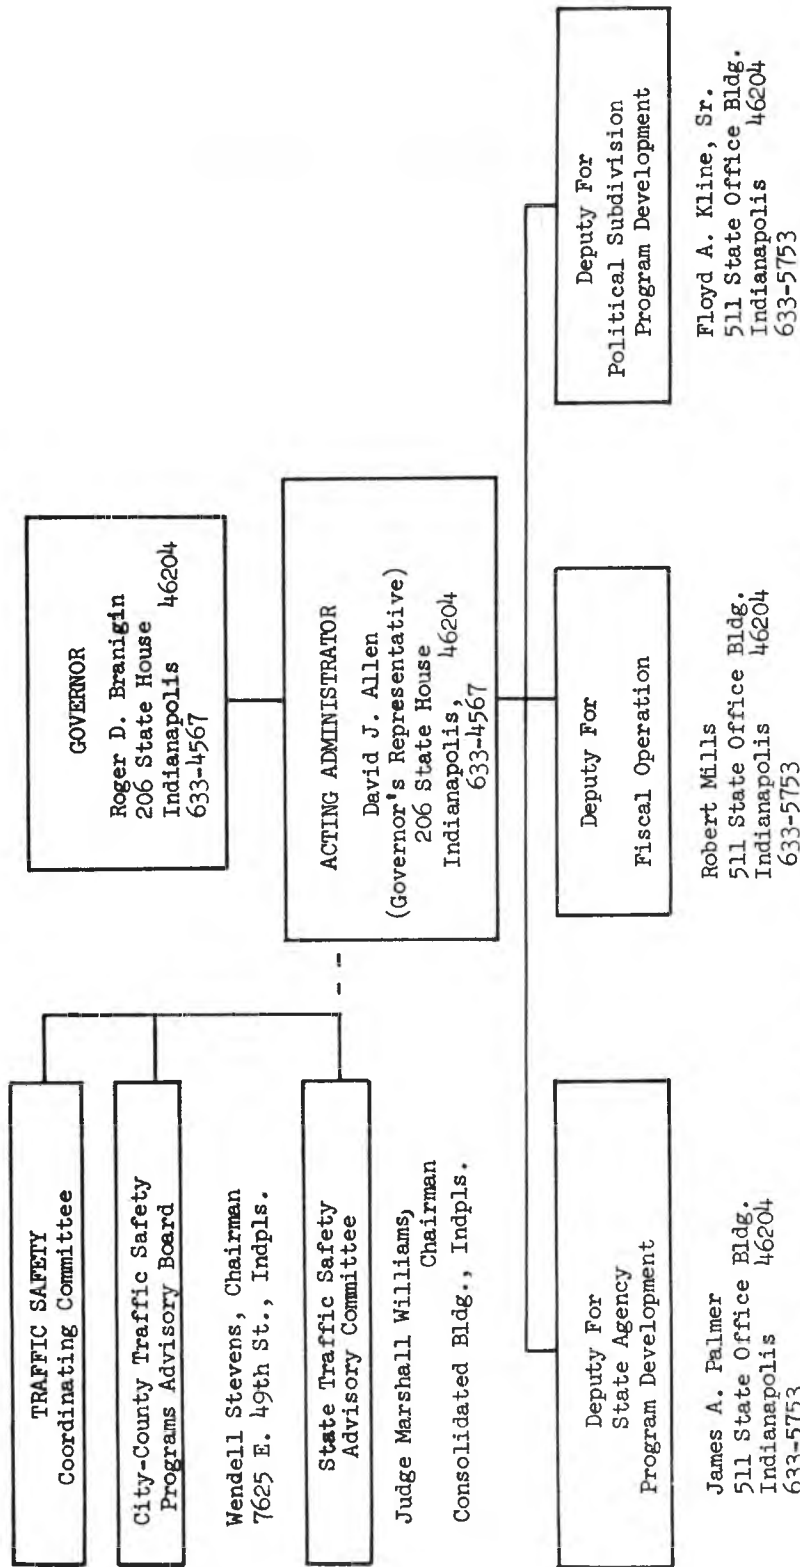 TRAFFIC SAFETY
Coordinating Committee
City-County Traffic Safety
Programs Advisory Board
Wendell Stevens, Chairman
7625 E. 49th St., Indpls.
State Traffic Safety
Advisory Committee
Judge Marshall Williams,
Chairman
Consolidated Bldg., Indpls.
GOVERNOR
Roger D. Branigin
206 State House
Indianapolis 46204
633-4567
ACTING ADMINISTRATOR
David J. Allen
(Governor's Representative)
206 State House
Indianapolis, 46204
633-4567
Deputy For
State Agency
Program Development
James A. Palmer
511 State Office Bldg.
Indianapolis 46204
633-5753
Deputy For
Fiscal Operation
Robert Mills
511 State Office Bldg.
Indianapolis 46204
633-5753
Deputy For
Political Subdivision
Program Development
Floyd A. Kline, Sr.
511 State Office Bldg.
Indianapolis 46204
633-5753